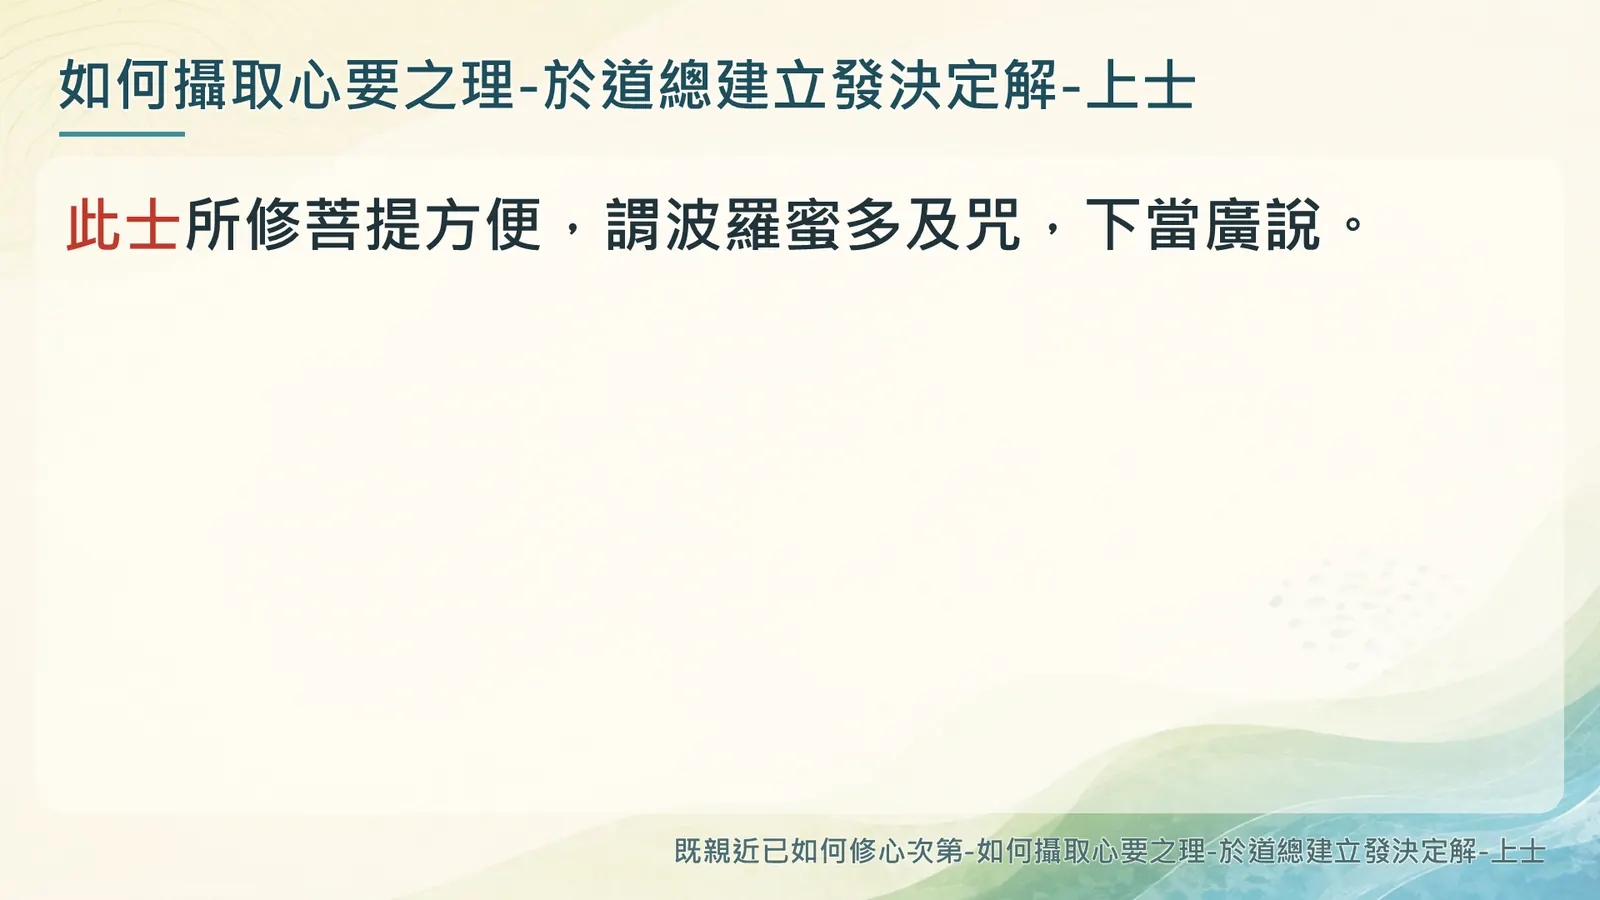 如何攝取心要之理-於道總建立發決定解-上士
此士所修菩提方便，謂波羅蜜多及咒，下當廣說。
既親近已如何修心次第-如何攝取心要之理-於道總建立發決定解-上士